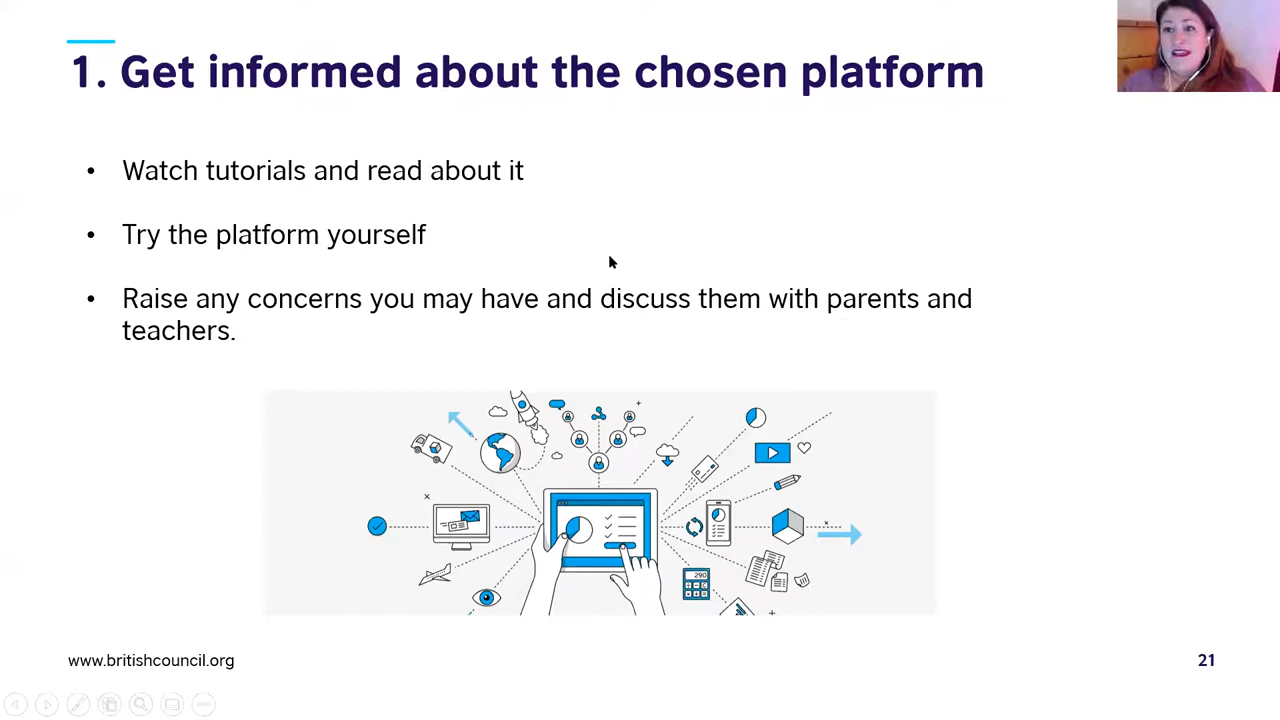 1. Get informed about the chosen platform
• Watch tutorials and read about it
• Try the platform yourself
• Raise any concerns you may have and discuss them with parents and
teachers.
290
www.britishcouncil.org
21